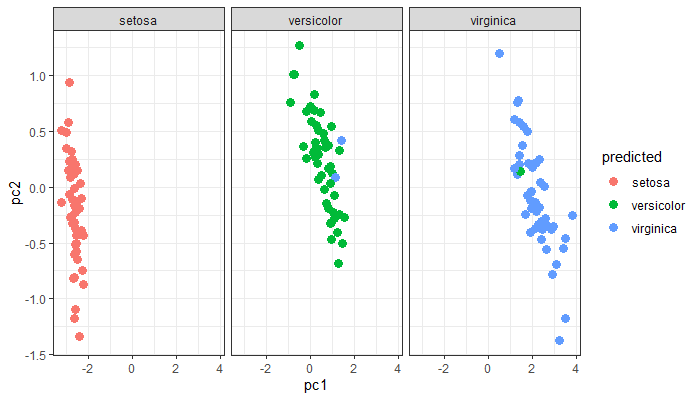 setosa versicolor virginica
1.0
0.5
0.0
-0.5
-1.0
-1.5
pc2
-2 0 2 4 -2 0 2 4 -2 0 2 4
pc1
predicted
setosa
versicolor
virginica